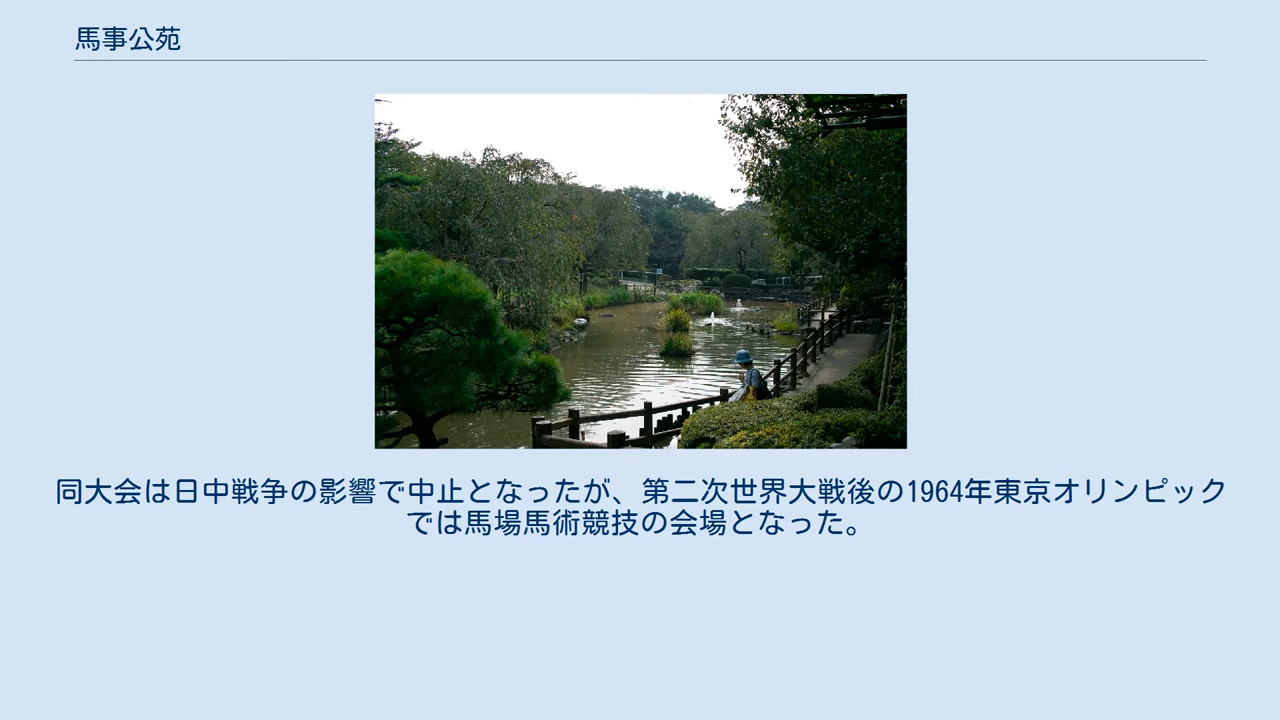 馬事公苑
同大会は日中戦争の影響で中止となったが、第二次世界大戦後の1964年東京オリンピック
では馬場馬術競技の会場となった。